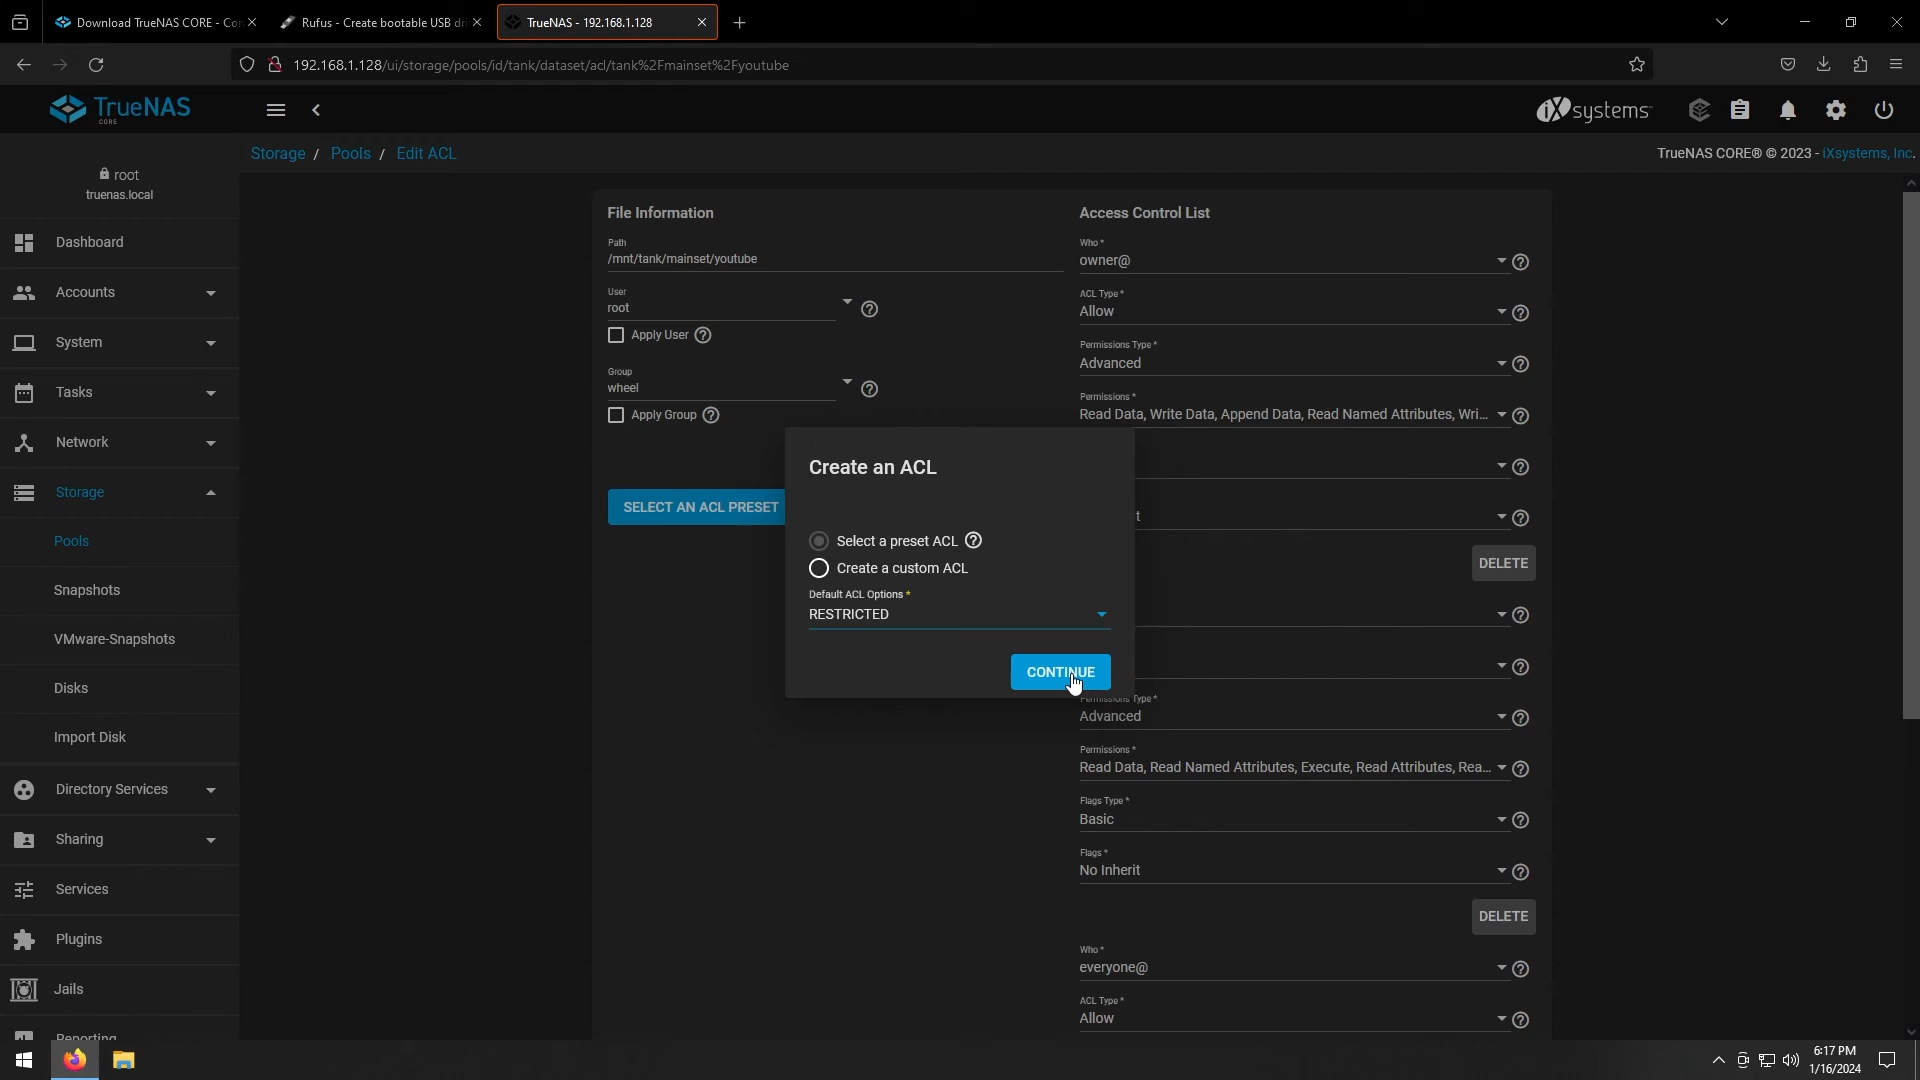 Download TrueNAS CORE - Co
Rufus - Create bootable USB dri
TrueNAS - 192.168.1.128
192.168.1.128/ui/storage/pools/id/tank/dataset/acl/tank%2Fmainset%2Fyoutube
TrueNAS
CORE
iXsystems
Storage / Pools / Edit ACL
TrueNAS CORE® © 2023 - iXsystems, Inc.
root
truenas.local
Dashboard
Accounts
System
Tasks
Network
Storage
Pools
Snapshots
VMware-Snapshots
Disks
Import Disk
Directory Services
Sharing
Services
Plugins
Jails
Reporting
File Information
Path
/mnt/tank/mainset/youtube
User
root
Apply User
Group
wheel
Apply Group
SELECT AN ACL PRESET
Access Control List
Who *
owner@
ACL Type *
Allow
Permissions Type *
Advanced
Permissions *
Read Data, Write Data, Append Data, Read Named Attributes, Wri...
t
DELETE
Create an ACL
Select a preset ACL
Create a custom ACL
Default ACL Options *
RESTRICTED
CONTINUE
Permissions Type *
Advanced
Permissions *
Read Data, Read Named Attributes, Execute, Read Attributes, Rea...
Flags Type *
Basic
Flags *
No Inherit
DELETE
Who *
everyone@
ACL Type *
Allow
6:17 PM
1/16/2024